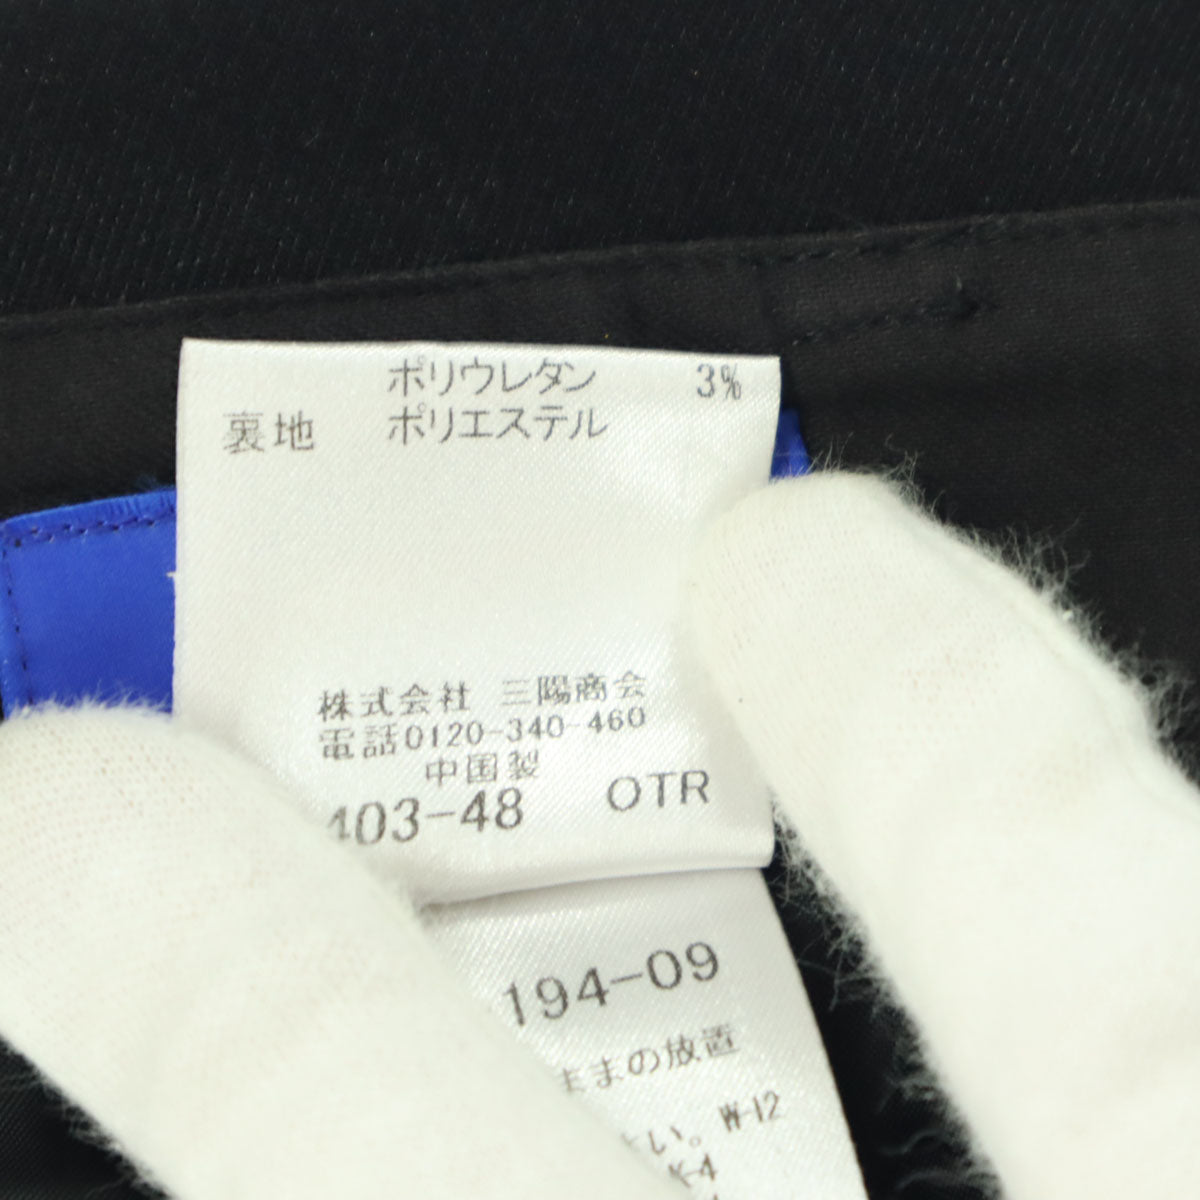 ポリウレタン 3%
裏地 ポリエステル
株式会社 三陽商会
電話0120-340-460
中国製
403-48 OTR
194-09
ままの放置
い。W-12